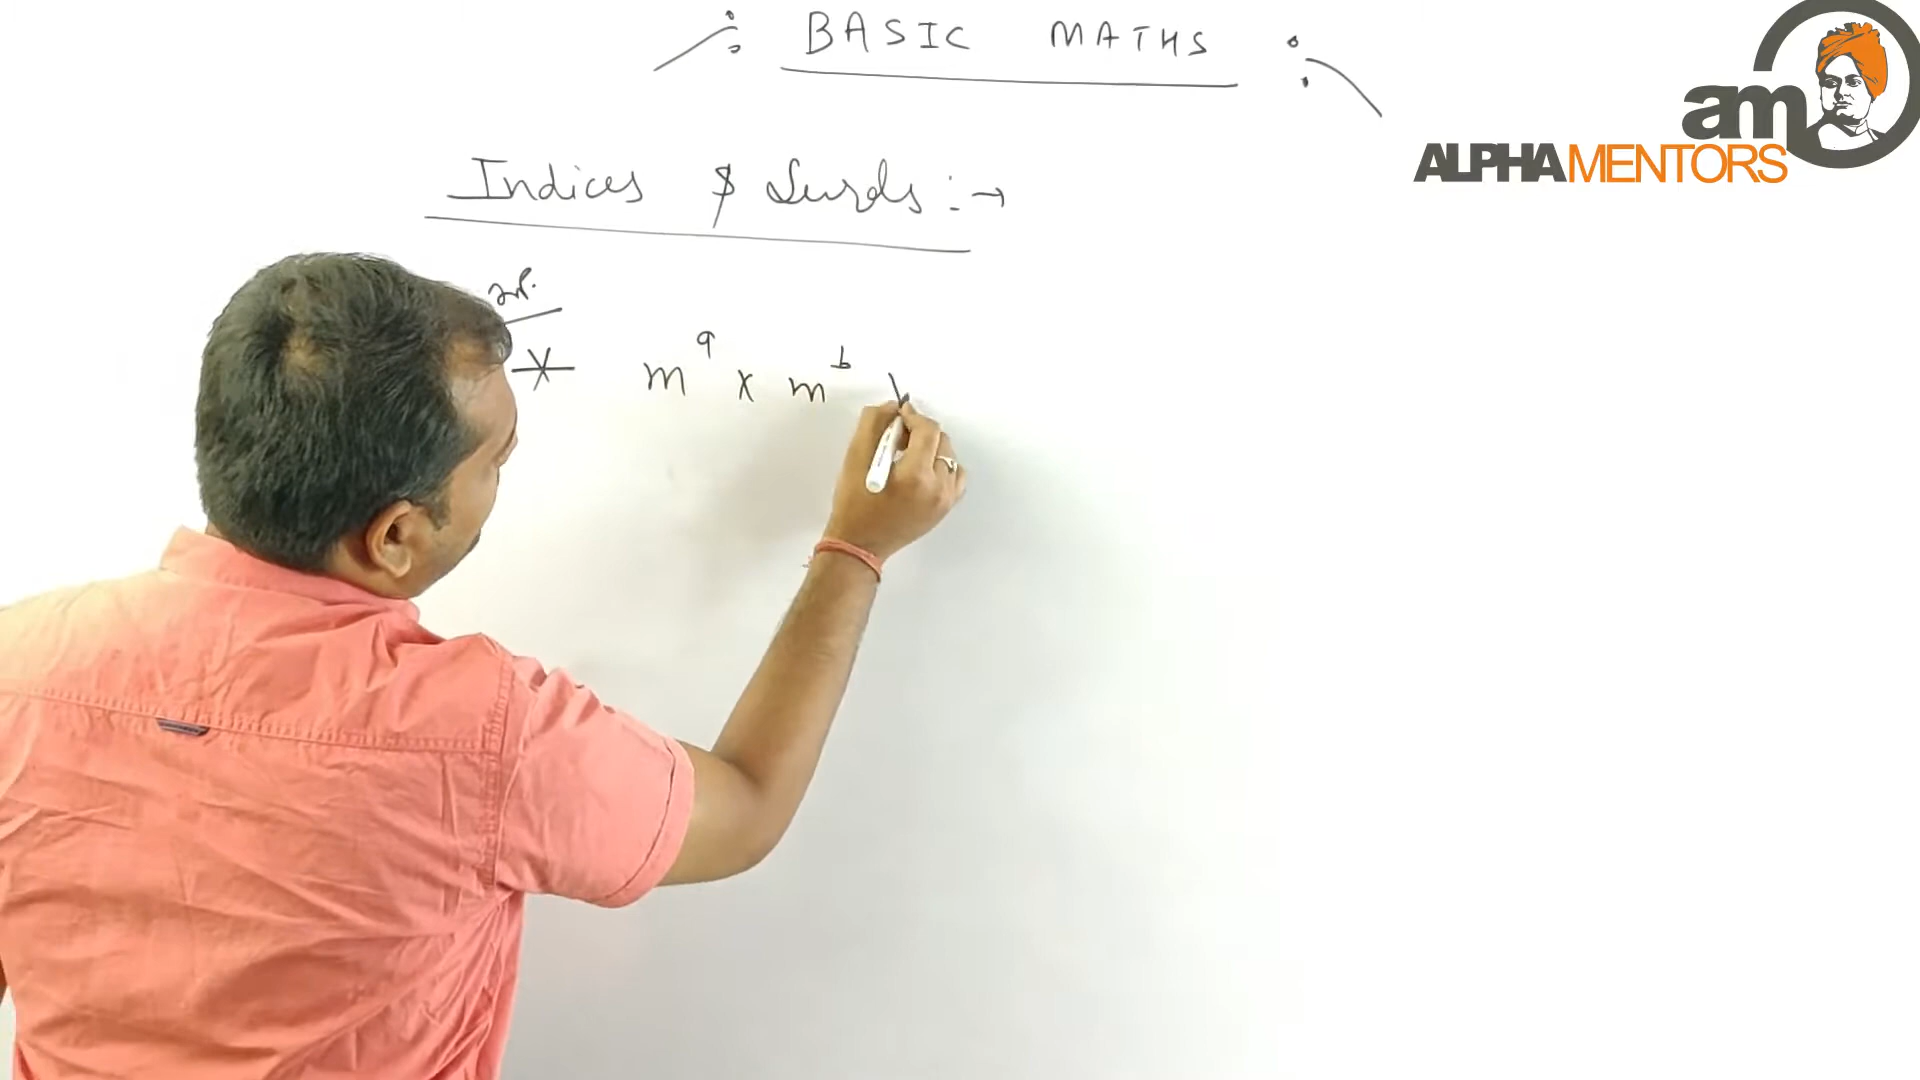 : BASIC MATHS :
am
ALPHAMENTORS
Indices & Surds :→
* m^a x m^b